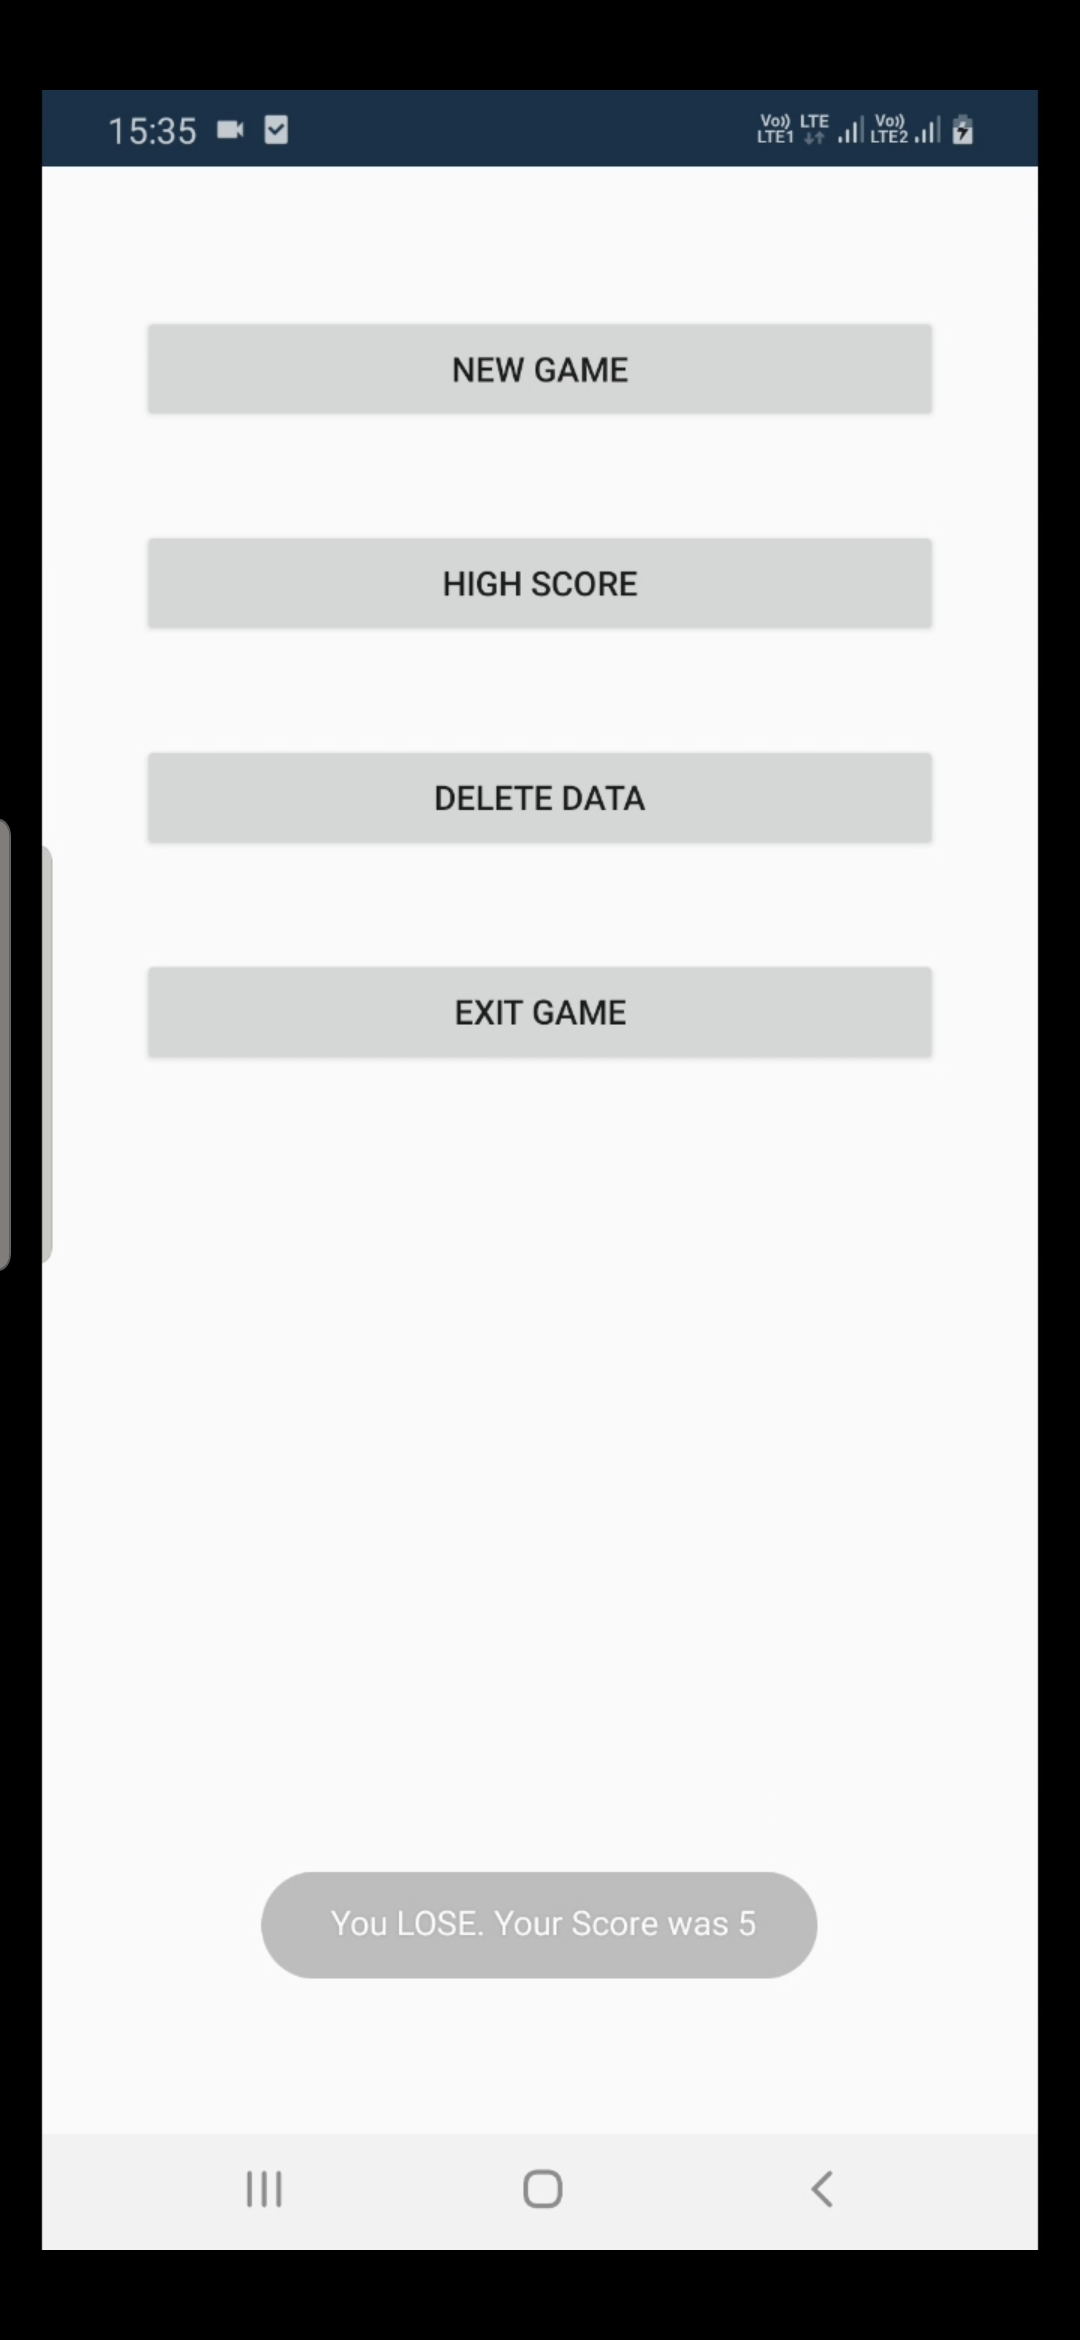 15:35
Vo)) LTE Vo))
LTE1 LTE2
NEW GAME
HIGH SCORE
DELETE DATA
EXIT GAME
You LOSE. Your Score was 5